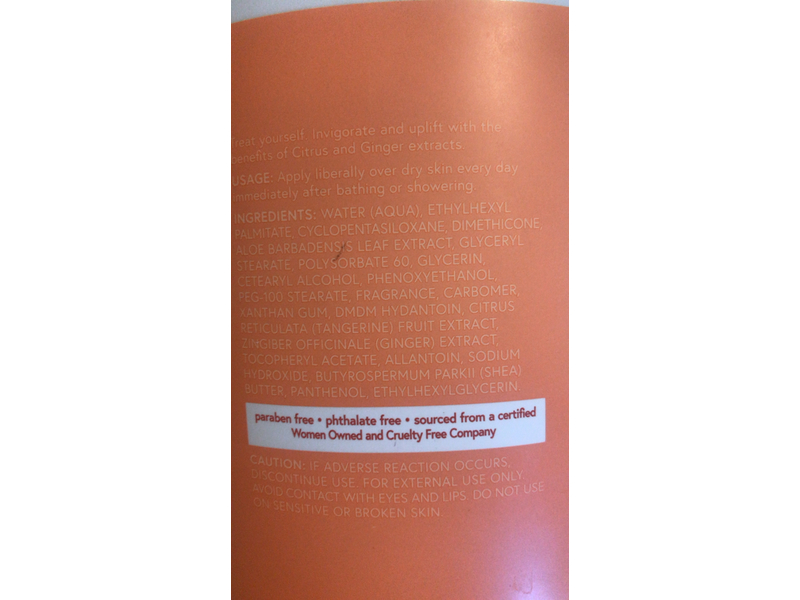 Treat yourself. Invigorate and uplift with the
benefits of Citrus and Ginger extracts.
USAGE: Apply liberally over dry skin every day
immediately after bathing or showering.
INGREDIENTS: WATER (AQUA), ETHYLHEXYL
PALMITATE, CYCLOPENTASILOXANE, DIMETHICONE,
ALOE BARBADENSIS LEAF EXTRACT, GLYCERYL
STEARATE, POLYSORBATE 60, GLYCERIN,
CETEARYL ALCOHOL, PHENOXYETHANOL,
PEG-100 STEARATE, FRAGRANCE, CARBOMER,
XANTHAN GUM, DMDM HYDANTOIN, CITRUS
RETICULATA (TANGERINE) FRUIT EXTRACT,
ZINGIBER OFFICINALE (GINGER) EXTRACT,
TOCOPHERYL ACETATE, ALLANTOIN, SODIUM
HYDROXIDE, BUTYROSPERMUM PARKII (SHEA)
BUTTER, PANTHENOL, ETHYLHEXYLGLYCERIN.
paraben free • phthalate free • sourced from a certified
Women Owned and Cruelty Free Company
CAUTION: IF ADVERSE REACTION OCCURS,
DISCONTINUE USE. FOR EXTERNAL USE ONLY.
AVOID CONTACT WITH EYES AND LIPS. DO NOT USE
ON SENSITIVE OR BROKEN SKIN.